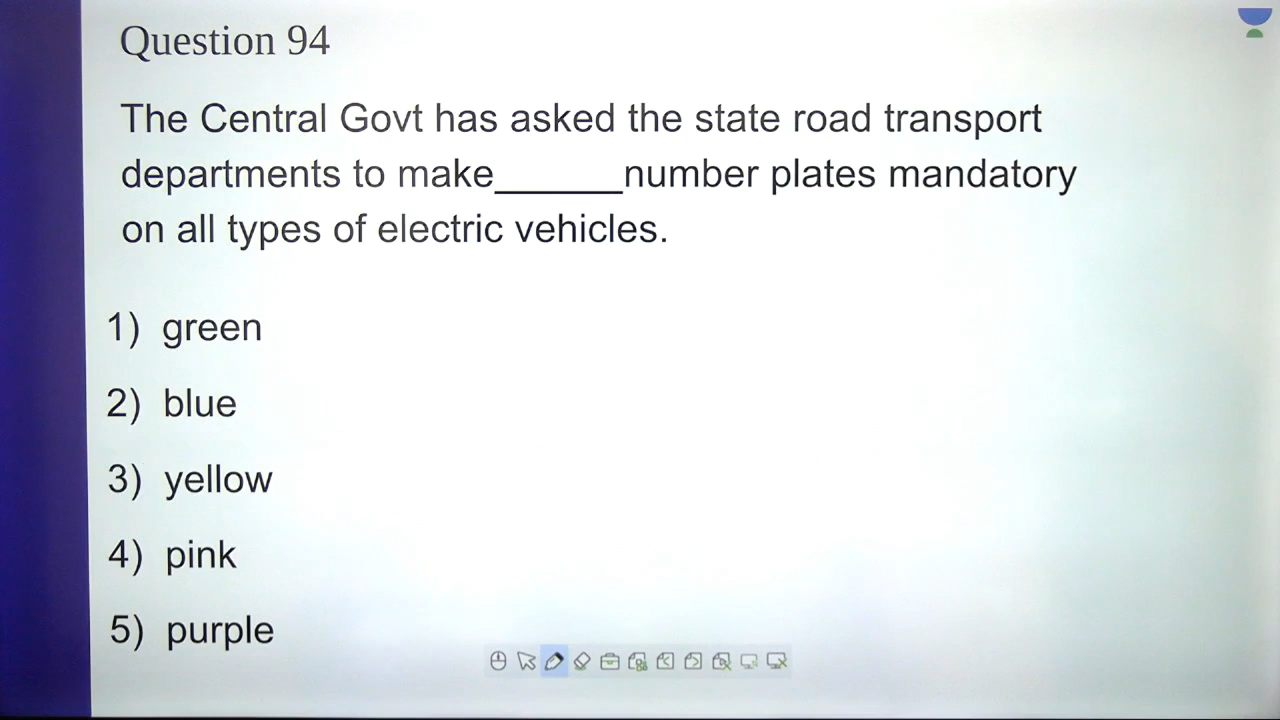 Question 94
The Central Govt has asked the state road transport
departments to make______number plates mandatory
on all types of electric vehicles.
1) green
2) blue
3) yellow
4) pink
5) purple